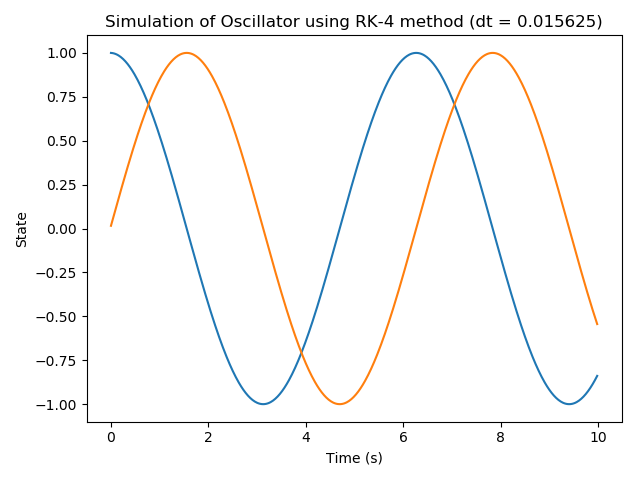 Simulation of Oscillator using RK-4 method (dt = 0.015625)
1.00
0.75
0.50
0.25
0.00
−0.25
−0.50
−0.75
−1.00
State
0 2 4 6 8 10
Time (s)